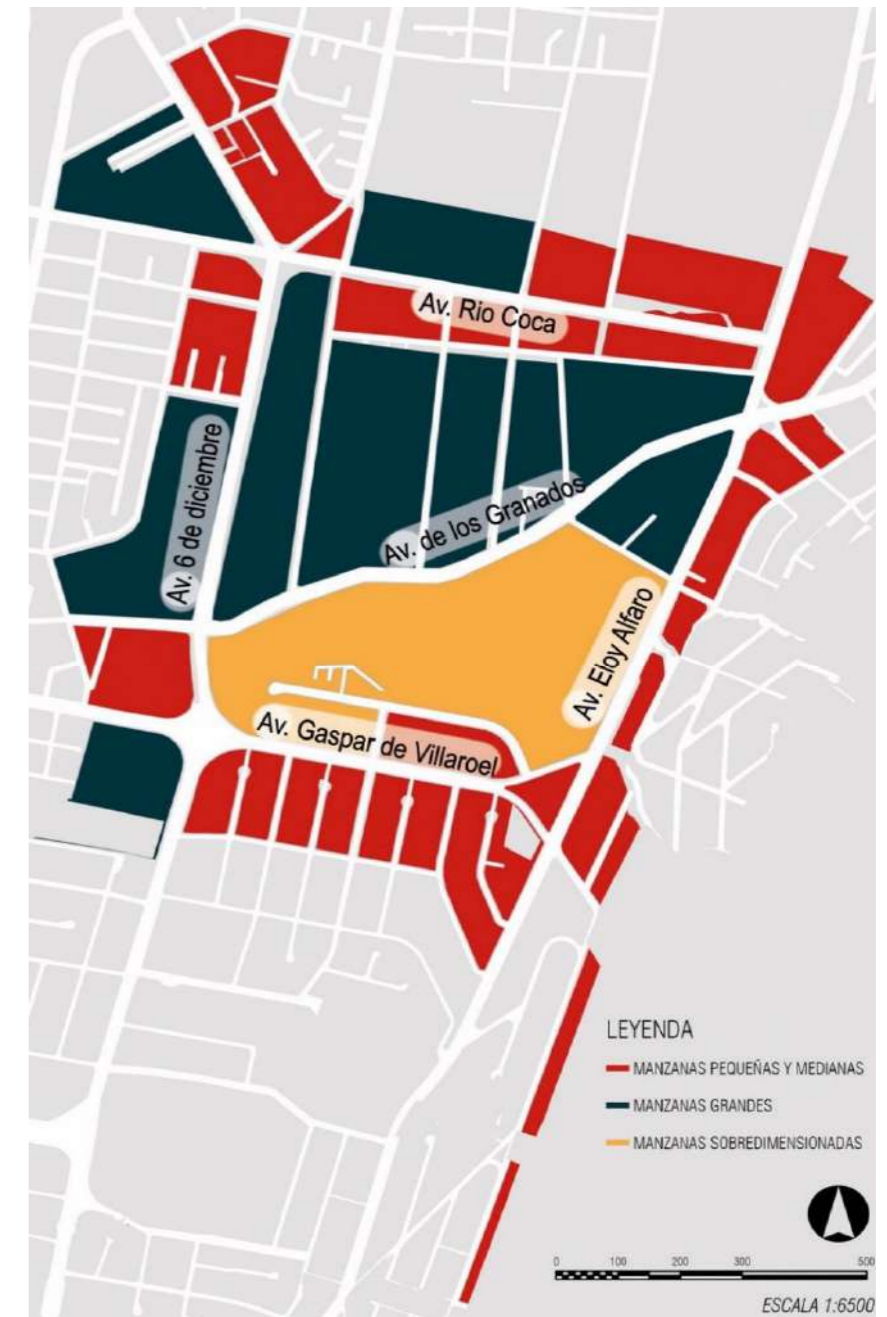 Av. Rio Coca
Av. 6 de diciembre
Av. de los Granados
Av. Eloy Alfaro
Av. Gaspar de Villaroel
LEYENDA
MANZANAS PEQUEÑAS Y MEDIANAS
MANZANAS GRANDES
MANZANAS SOBREDIMENSIONADAS
0 100 200 300 500
ESCALA 1:6500